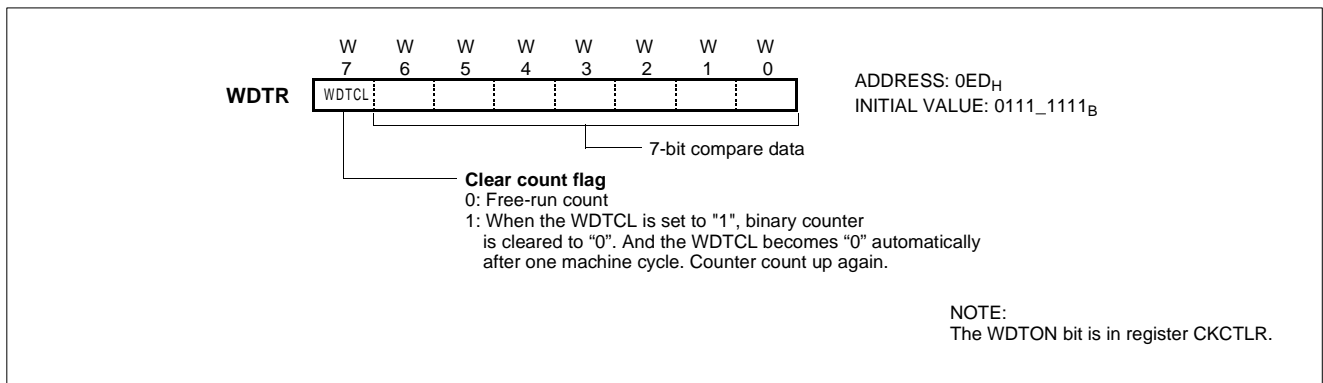 W W W W W W W W
7 6 5 4 3 2 1 0
WDTR WDTCL
ADDRESS: 0EDH
INITIAL VALUE: 0111_1111B
7-bit compare data
Clear count flag
0: Free-run count
1: When the WDTCL is set to "1", binary counter
is cleared to “0”. And the WDTCL becomes “0” automatically
after one machine cycle. Counter count up again.
NOTE:
The WDTON bit is in register CKCTLR.